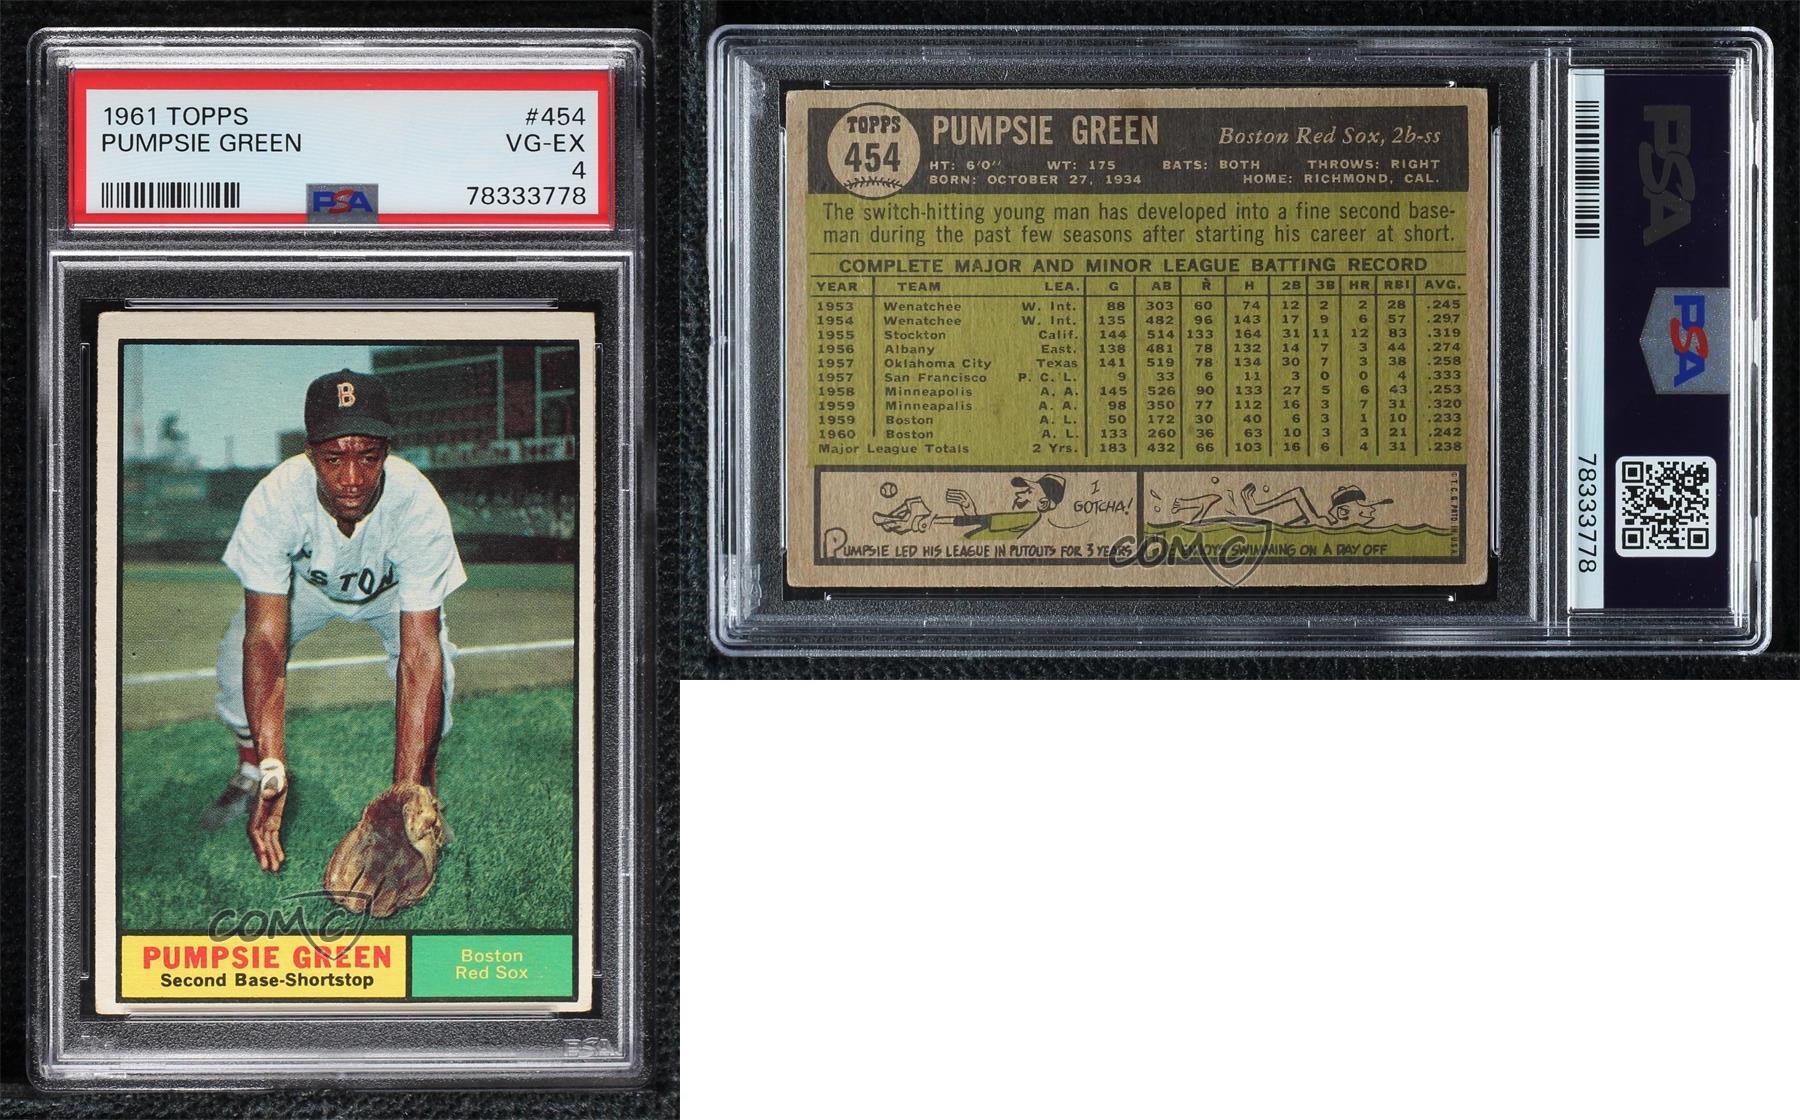 1961 TOPPS #454
PUMPSIE GREEN VG-EX
4
PSA 78333778
B
STON
COMC
PUMPSIE GREEN
Second Base-Shortstop
Boston
Red Sox
PSA
TOPPS
454
PUMPSIE GREEN Boston Red Sox, 2b-ss
HT: 6'0" WT: 175 BATS: BOTH THROWS: RIGHT
BORN: OCTOBER 27, 1934 HOME: RICHMOND, CAL.
The switch-hitting young man has developed into a fine second base-
man during the past few seasons after starting his career at short.
COMPLETE MAJOR AND MINOR LEAGUE BATTING RECORD
YEAR TEAM LEA. G AB R H 2B 3B HR RBI AVG.
1953 Wenatchee W. Int. 88 303 60 74 12 2 2 28 .245
1954 Wenatchee W. Int. 135 482 96 143 17 9 6 57 .297
1955 Stockton Calif. 144 514 133 164 31 11 12 83 .319
1956 Albany East. 138 481 78 132 14 7 3 44 .274
1957 Oklahoma City Texas 141 519 78 134 30 7 3 38 .258
1957 San Francisco P. C. L. 9 33 6 11 3 0 0 4 .333
1958 Minneapolis A. A. 145 526 90 133 27 5 6 43 .253
1959 Minneapolis A. A. 98 350 77 112 16 3 7 31 .320
1959 Boston A. L. 50 172 30 40 6 3 1 10 .233
1960 Boston A. L. 133 260 36 63 10 3 3 21 .242
Major League Totals 2 Yrs. 183 432 66 103 16 6 4 31 .238
I
GOTCHA!
PUMPSIE LED HIS LEAGUE IN PUTOUTS FOR 3 YEARS
ENJOYS SWIMMING ON A DAY OFF
COMC
© T.C.G. PRTD. IN U.S.A.
PSA
PSA
78333778